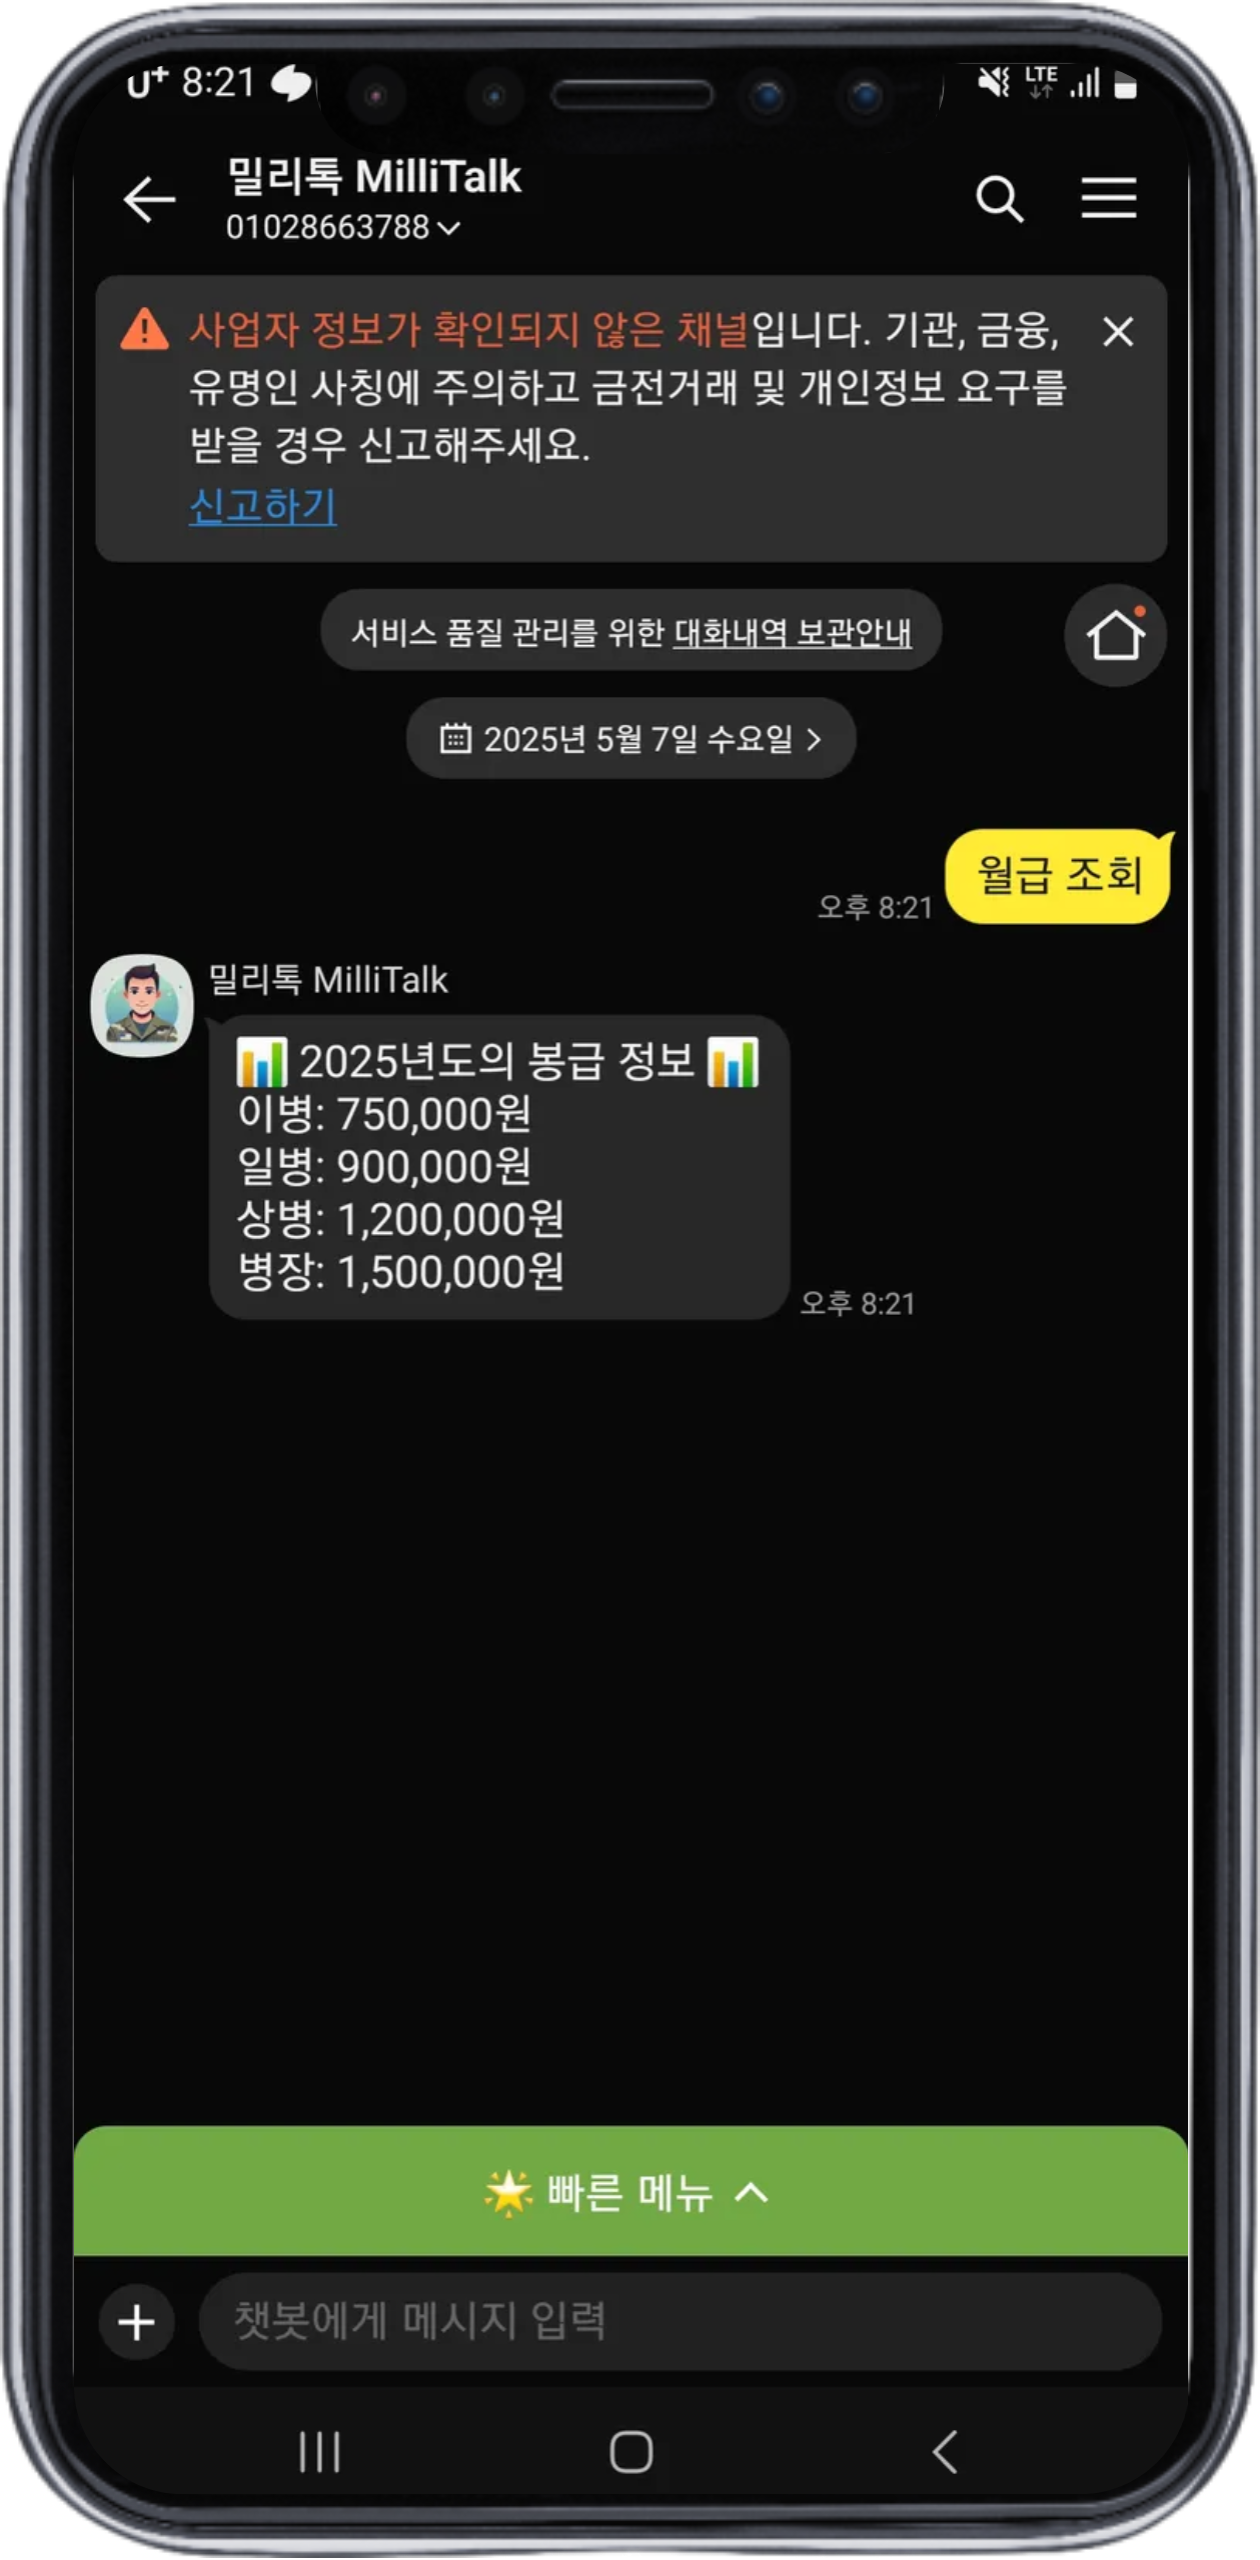 U+ 8:21
LTE
밀리톡 MilliTalk
01028663788
사업자 정보가 확인되지 않은 채널입니다. 기관, 금융,
유명인 사칭에 주의하고 금전거래 및 개인정보 요구를
받을 경우 신고해주세요.
신고하기
서비스 품질 관리를 위한 대화내역 보관안내
2025년 5월 7일 수요일
월급 조회
오후 8:21
밀리톡 MilliTalk
2025년도의 봉급 정보
이병: 750,000원
일병: 900,000원
상병: 1,200,000원
병장: 1,500,000원
오후 8:21
빠른 메뉴
챗봇에게 메시지 입력